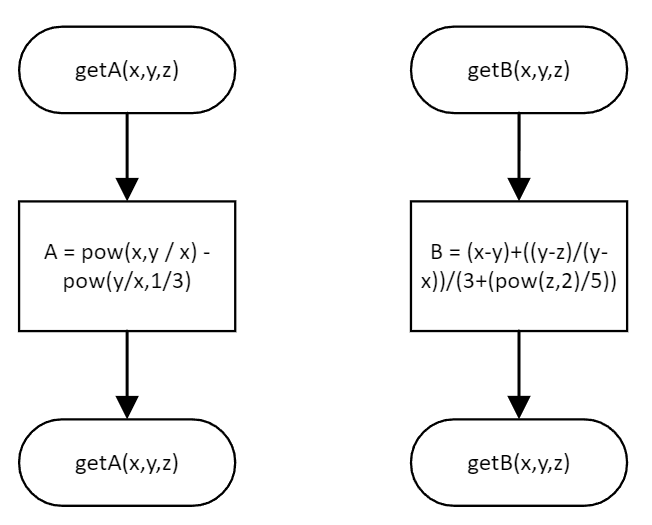 getA(x,y,z)
A = pow(x,y / x) -
pow(y/x,1/3)
getA(x,y,z)
getB(x,y,z)
B = (x-y)+((y-z)/(y-
x))/(3+(pow(z,2)/5))
getB(x,y,z)